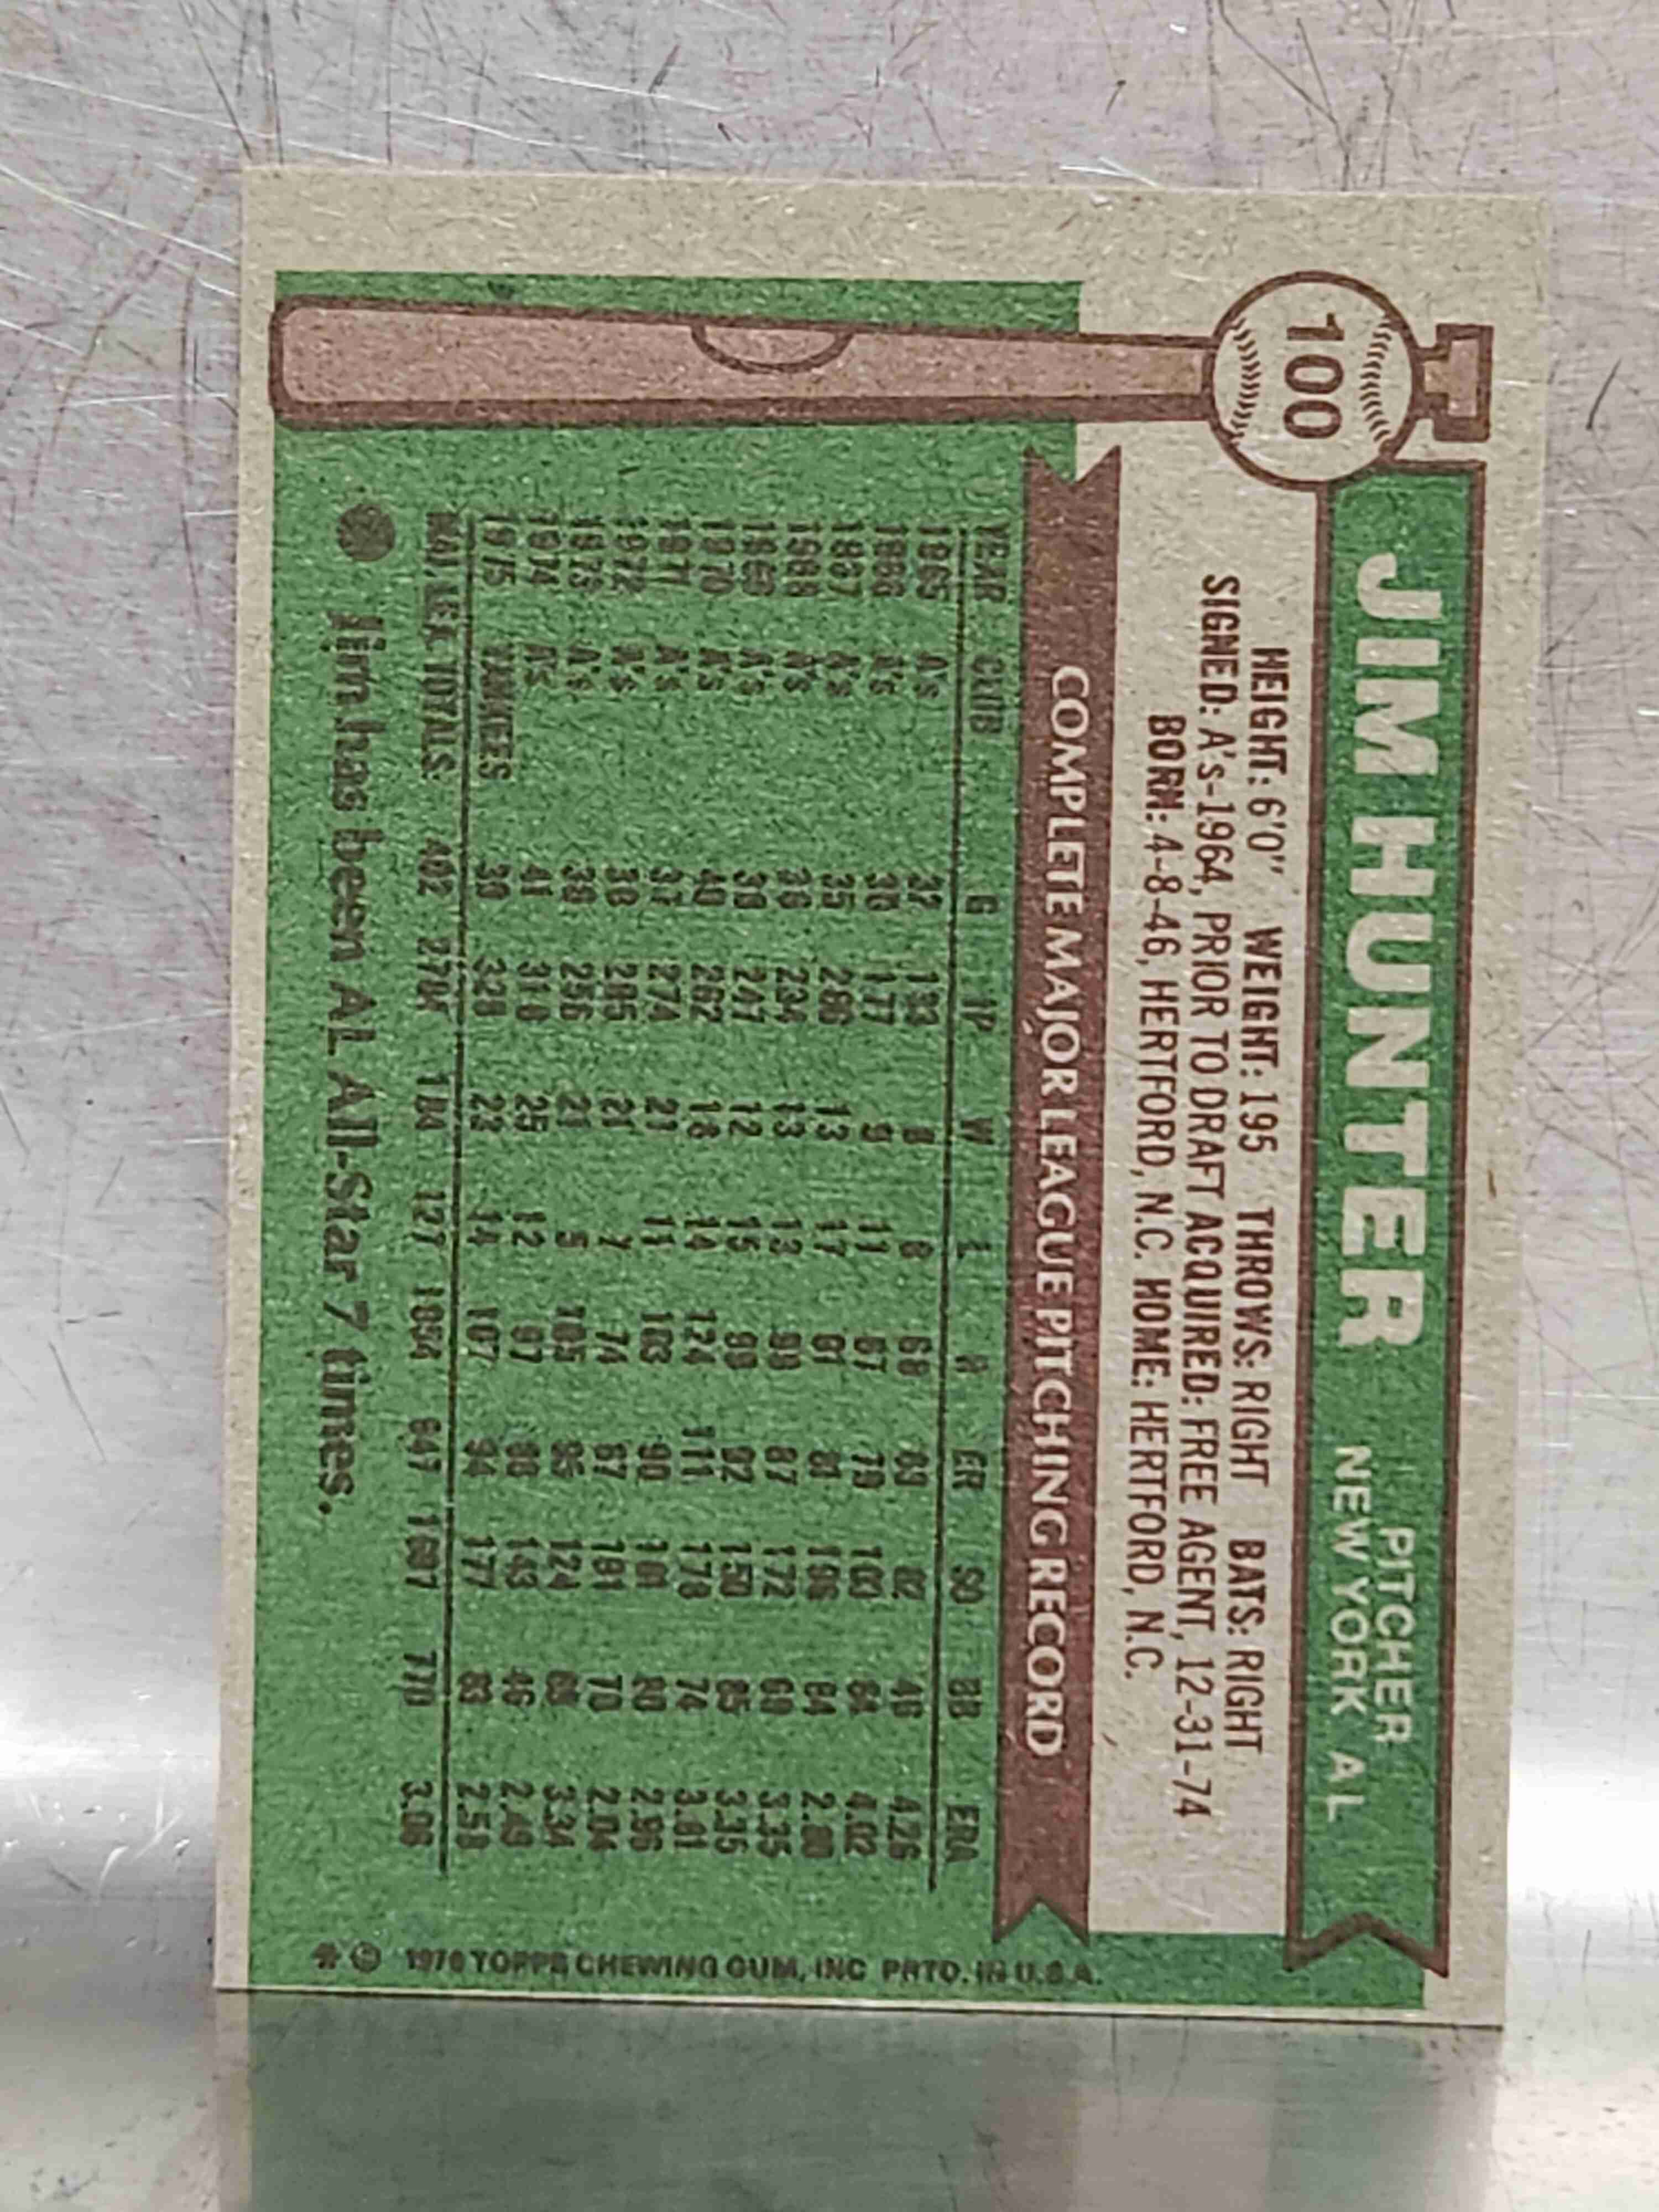 100
JIM HUNTER
PITCHER
NEW YORK AL
HEIGHT: 6'0" WEIGHT: 195 THROWS: RIGHT BATS: RIGHT
SIGNED: A's-1964, PRIOR TO DRAFT ACQUIRED: FREE AGENT, 12-31-74
BORN: 4-8-46, HERTFORD, N.C. HOME: HERTFORD, N.C.
COMPLETE MAJOR LEAGUE PITCHING RECORD
YEAR CLUB G IP W L R ER SO BB ERA
1965 A's 32 133 8 8 68 63 82 46 4.26
1966 A's 30 177 9 11 87 79 103 64 4.02
1967 A's 35 260 13 17 91 81 196 84 2.80
1968 A's 36 234 13 13 99 87 172 69 3.35
1969 A's 38 247 12 15 99 92 150 85 3.35
1970 A's 40 262 18 14 124 111 178 74 3.81
1971 A's 37 274 21 11 103 90 181 80 2.96
1972 A's 38 295 21 7 74 67 191 70 2.04
1973 A's 36 256 21 5 105 95 124 69 3.34
1974 A's 41 318 25 12 97 88 143 46 2.49
1975 YANKEES 39 328 23 14 107 94 177 83 2.58
MAJ. LEA. TOTALS 402 2784 184 127 1054 947 1697 770 3.06
Jim has been AL All-Star 7 times.
* © 1976 TOPPS CHEWING GUM, INC PRTD. IN U.S.A.